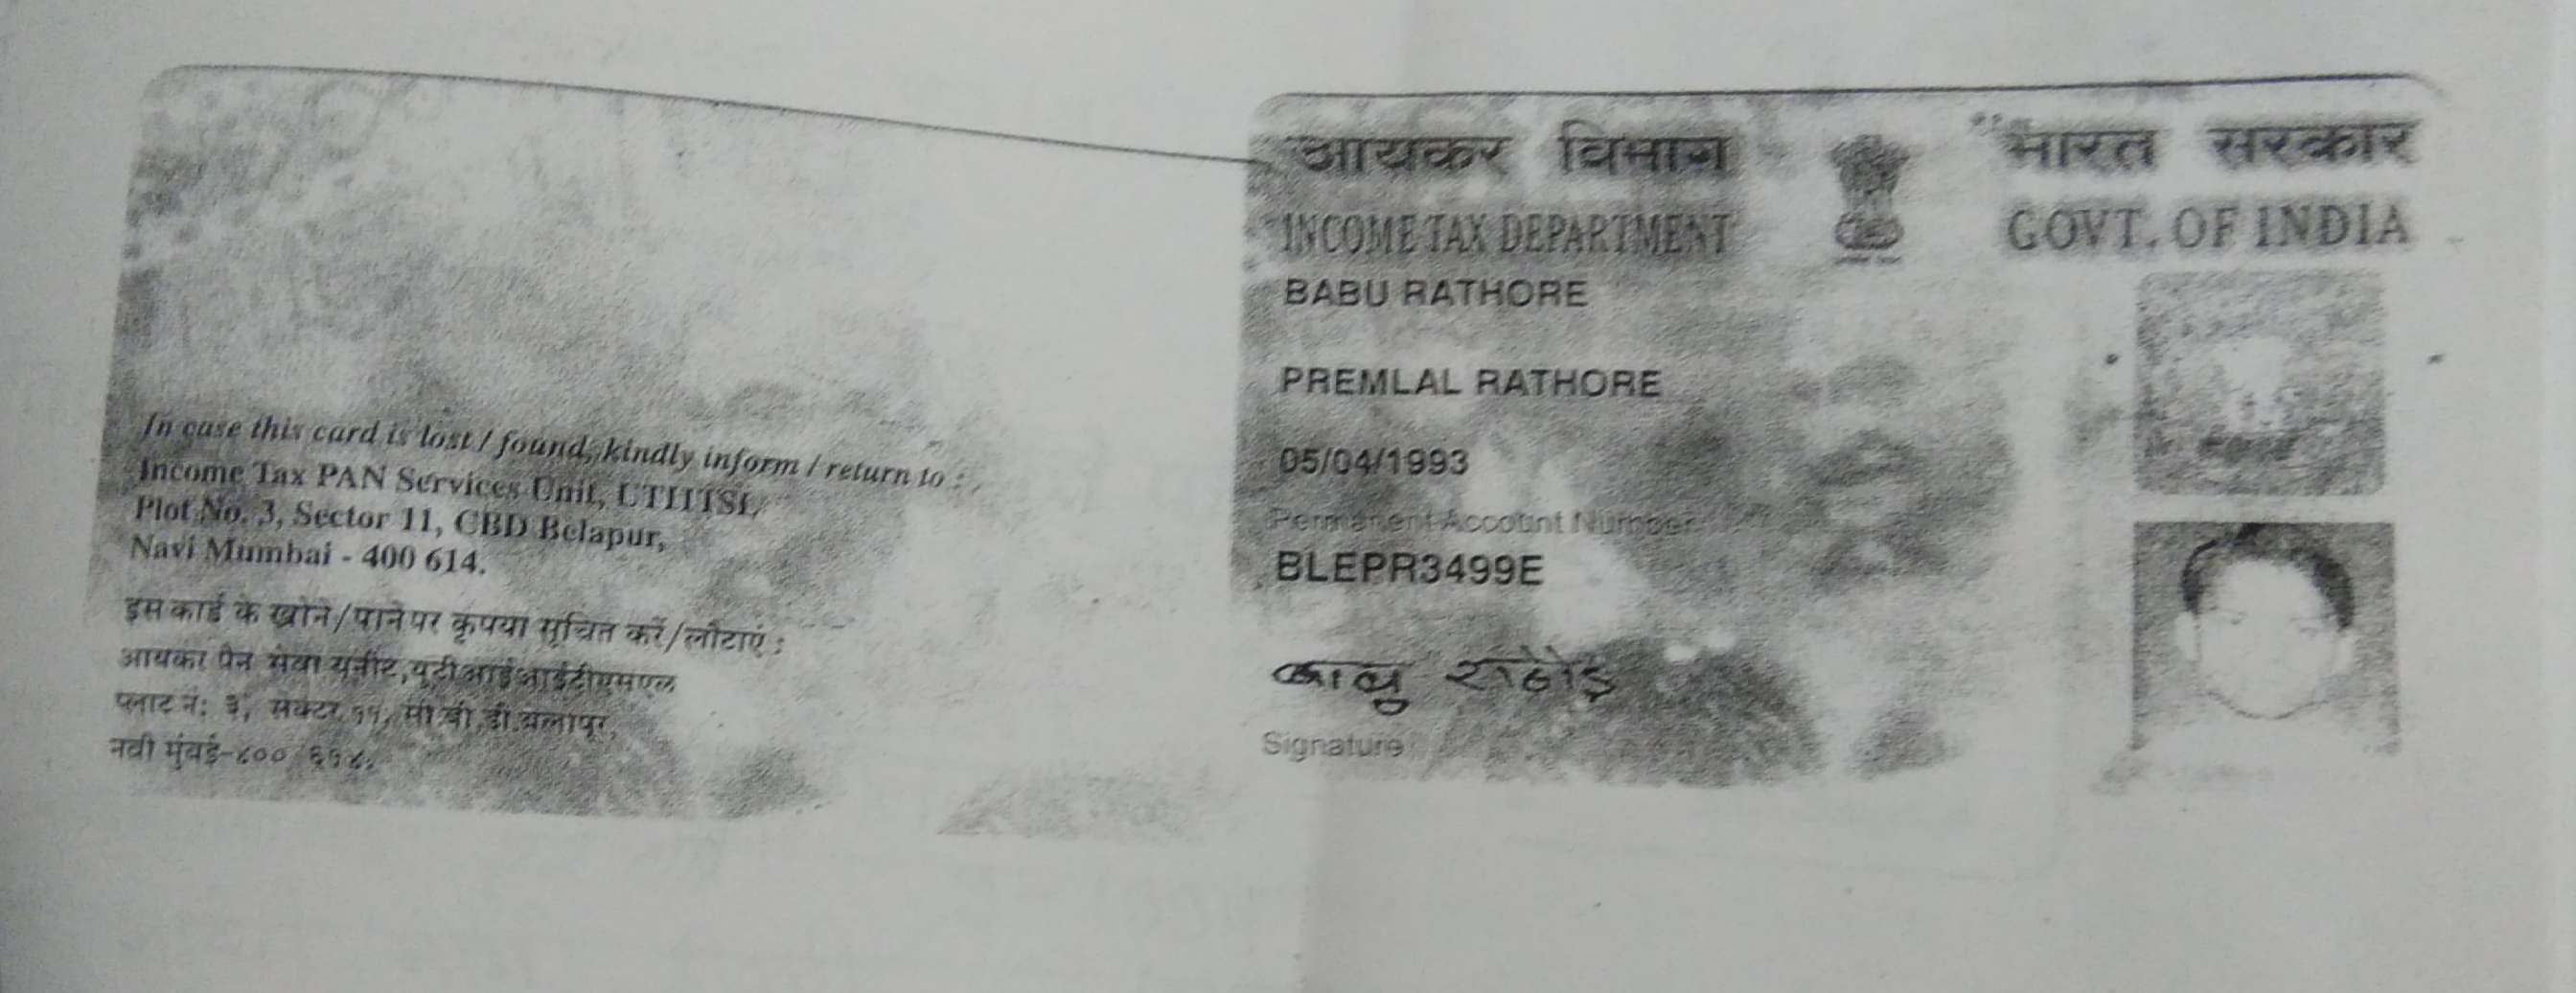 In case this card is lost / found, kindly inform / return to :
Income Tax PAN Services Unit, UTIITSL
Plot No. 3, Sector 11, CBD Belapur,
Navi Mumbai - 400 614.
इस कार्ड के खोने/पाने पर कृपया सूचित करें/लौटाएं :
आयकर पैन सेवा यूनीट, यूटीआईआईटीएसएल
प्लाट नं: ३, सेक्टर ११, सी.बी.डी.बेलापूर,
नवी मुंबई-४०० ६१४.
आयकर विभाग भारत सरकार
INCOME TAX DEPARTMENT GOVT. OF INDIA
BABU RATHORE
PREMLAL RATHORE
05/04/1993
Permanent Account Number
BLEPR3499E
बाबु राठोड़
Signature